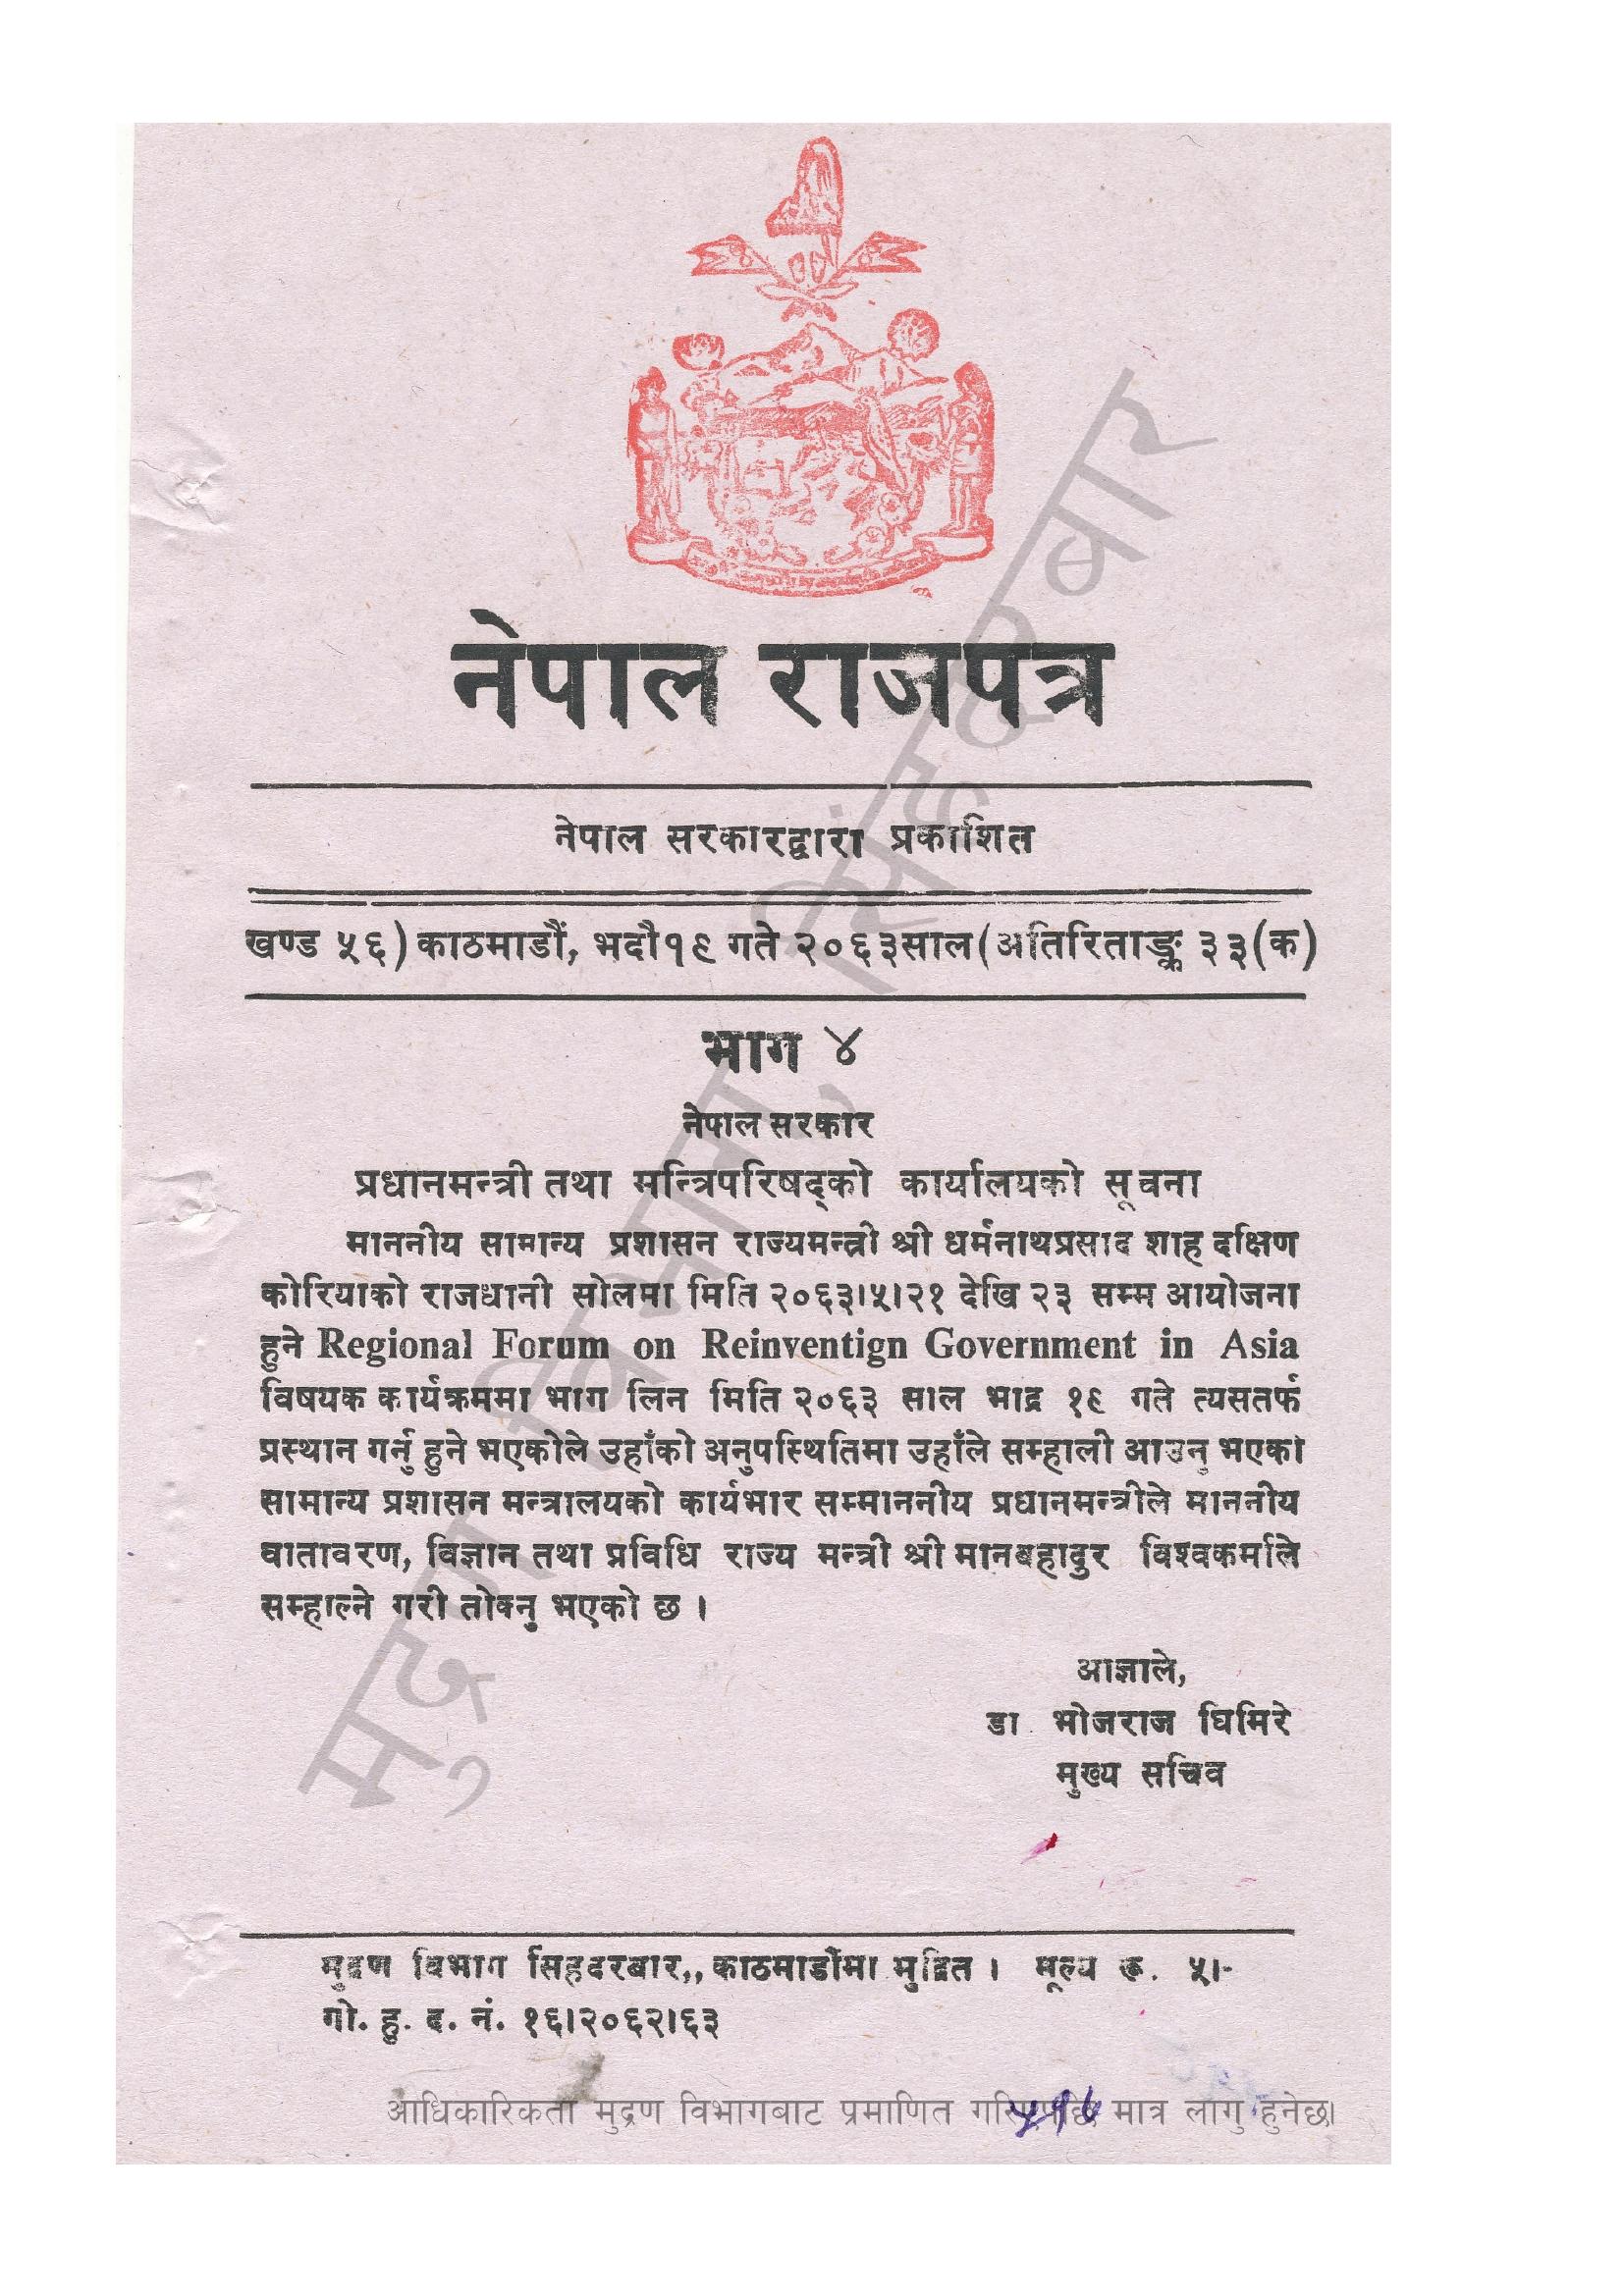 नेपाल राजपत्र
नेपाल सरकारद्वारा प्रकाशित
खण्ड ५६) काठमाडौं, भदौ १९ गते २०६३ साल (अतिरिताङ्क ३३(क)
भाग ४
नेपाल सरकार
प्रधानमन्त्री तथा मन्त्रिपरिषद्को कार्यालयको सूचना
माननीय सामान्य प्रशासन राज्यमन्त्री श्री धर्मनाथप्रसाद शाह दक्षिण
कोरियाको राजधानी सोलमा मिति २०६३।५।२१ देखि २३ सम्म आयोजना
हुने Regional Forum on Reinventign Government in Asia
विषयक कार्यक्रममा भाग लिन मिति २०६३ साल भाद्र १९ गते त्यसतर्फ
प्रस्थान गर्नु हुने भएकोले उहाँको अनुपस्थितिमा उहाँले सम्हाली आउनु भएको
सामान्य प्रशासन मन्त्रालयको कार्यभार सम्माननीय प्रधानमन्त्रीले माननीय
वातावरण, विज्ञान तथा प्रविधि राज्य मन्त्री श्री मानबहादुर विश्वकर्माले
सम्हाल्ने गरी तोक्नु भएको छ ।
आज्ञाले,
डा. भोजराज घिमिरे
मुख्य सचिव
मुद्रण विभाग सिंहदरबार,, काठमाडौंमा मुद्रित । मूल्य रू. ५।-
गो. हु. द. नं. १६।२०६२।६३
आधिकारिकता मुद्रण विभागबाट प्रमाणित गरिएपछि मात्र लागु हुनेछ।
५१७
मुद्रण विभाग, सिंहदरबार